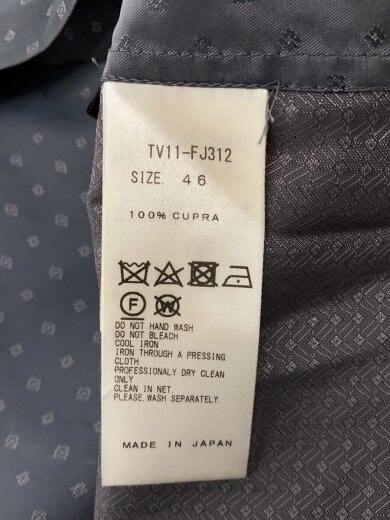 TV11-FJ312
SIZE. 46
100% CUPRA
F W
DO NOT HAND WASH
DO NOT BLEACH
COOL IRON
IRON THROUGH A PRESSING
CLOTH
PROFESSIONALY DRY CLEAN
ONLY
CLEAN IN NET
PLEASE, WASH SEPARATELY.
MADE IN JAPAN